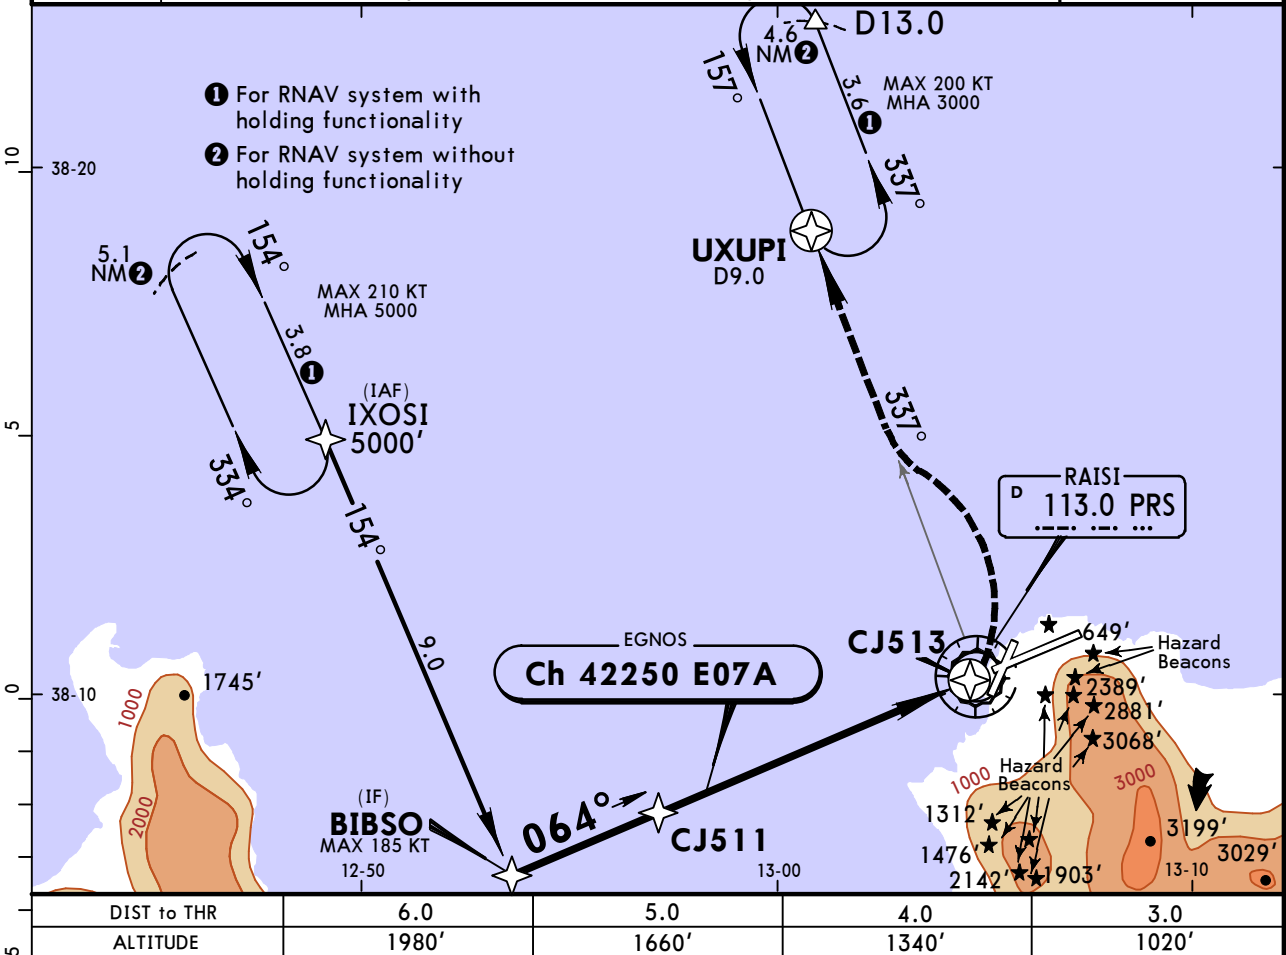 4.6
NM 2
D13.0
157°
3.6 1
MAX 200 KT
MHA 3000
337°
1 For RNAV system with
holding functionality
2 For RNAV system without
holding functionality
10
38-20
UXUPI
D9.0
5.1
NM 2
154°
MAX 210 KT
MHA 5000
3.8 1
(IAF)
IXOSI
5000'
334°
5
154°
337°
RAISI
D 113.0 PRS
9.0
EGNOS
Ch 42250 E07A
CJ513
649'
Hazard
Beacons
2389'
2881'
3068'
0
38-10
1000
1745'
2000
Hazard
Beacons
1000
3000
1312'
1476'
2142'
1903'
3199'
3029'
(IF)
BIBSO
MAX 185 KT
064°
CJ511
12-50
13-00
13-10
DIST to THR 6.0 5.0 4.0 3.0
ALTITUDE 1980' 1660' 1340' 1020'
5